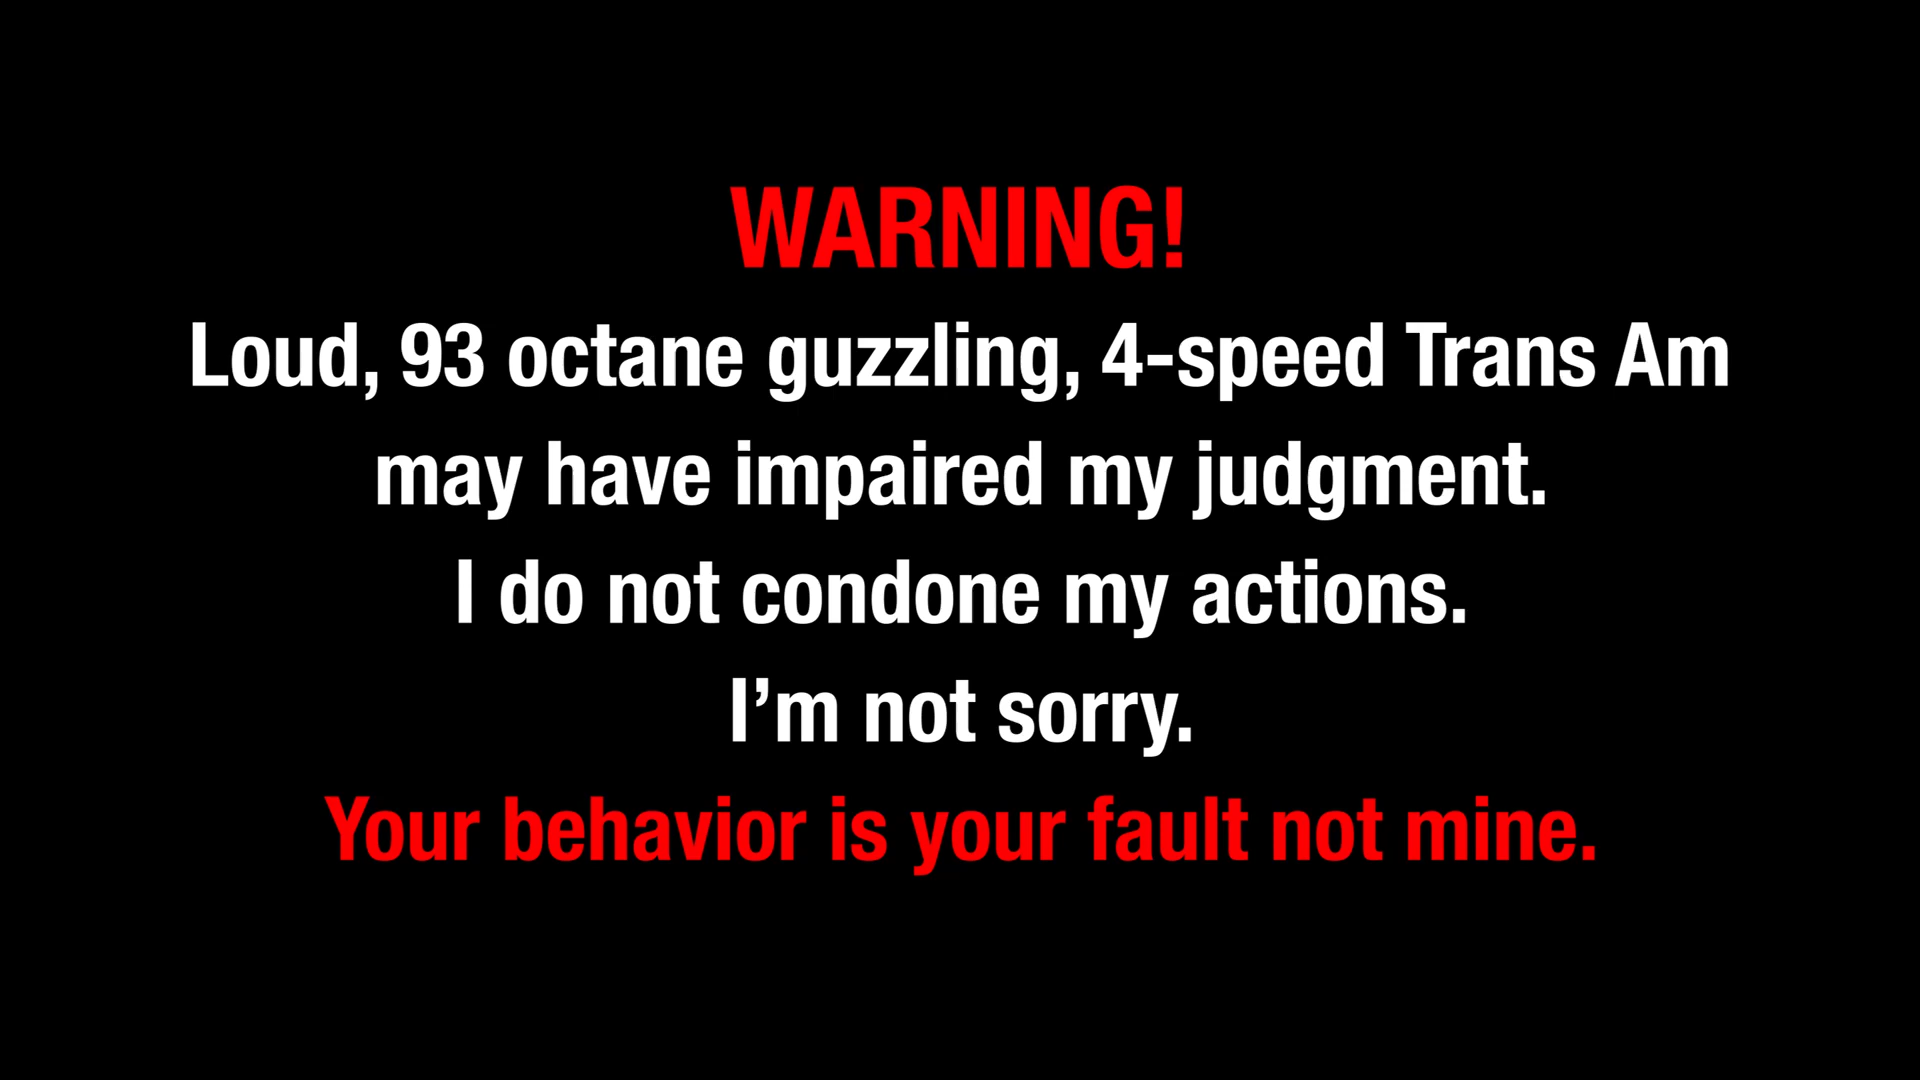 WARNING!
Loud, 93 octane guzzling, 4-speed Trans Am
may have impaired my judgment.
I do not condone my actions.
I’m not sorry.
Your behavior is your fault not mine.